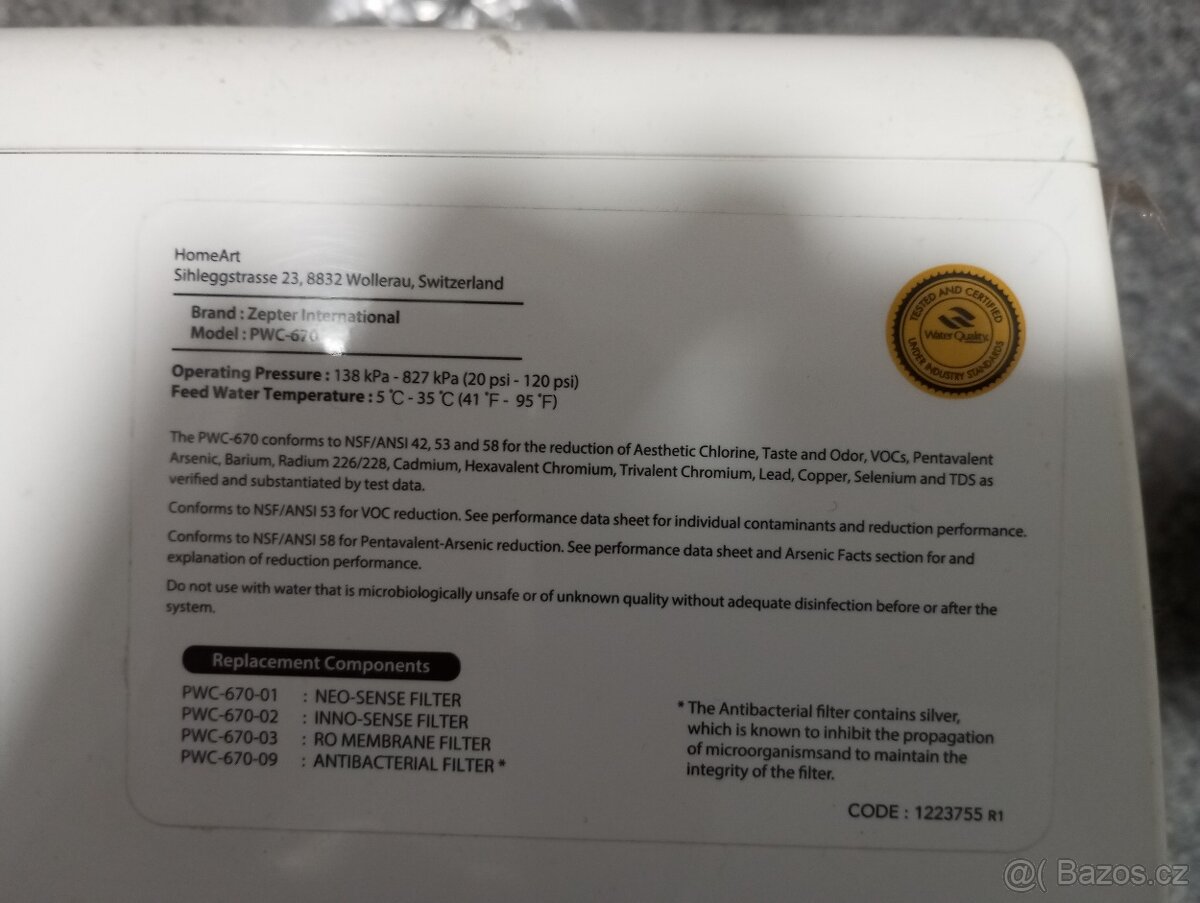 HomeArt
Sihleggstrasse 23, 8832 Wollerau, Switzerland
Brand : Zepter International
Model : PWC-670
Operating Pressure : 138 kPa - 827 kPa (20 psi - 120 psi)
Feed Water Temperature : 5 ℃ - 35 ℃ (41 ℉ - 95 ℉)
TESTED AND CERTIFIED
Water Quality
UNDER INDUSTRY STANDARDS
The PWC-670 conforms to NSF/ANSI 42, 53 and 58 for the reduction of Aesthetic Chlorine, Taste and Odor, VOCs, Pentavalent
Arsenic, Barium, Radium 226/228, Cadmium, Hexavalent Chromium, Trivalent Chromium, Lead, Copper, Selenium and TDS as
verified and substantiated by test data.
Conforms to NSF/ANSI 53 for VOC reduction. See performance data sheet for individual contaminants and reduction performance.
Conforms to NSF/ANSI 58 for Pentavalent-Arsenic reduction. See performance data sheet and Arsenic Facts section for and
explanation of reduction performance.
Do not use with water that is microbiologically unsafe or of unknown quality without adequate disinfection before or after the
system.
Replacement Components
PWC-670-01 : NEO-SENSE FILTER
PWC-670-02 : INNO-SENSE FILTER
PWC-670-03 : RO MEMBRANE FILTER
PWC-670-09 : ANTIBACTERIAL FILTER *
* The Antibacterial filter contains silver,
which is known to inhibit the propagation
of microorganismsand to maintain the
integrity of the filter.
CODE : 1223755 R1
@( Bazos.cz